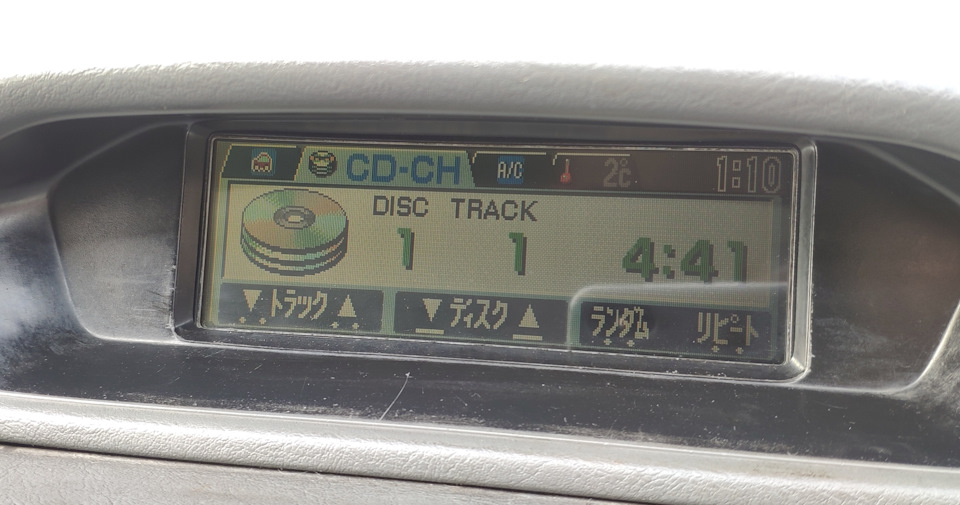 CD-CH A/C 2°C 1:10
DISC TRACK
1 1 4:41
▼ トラック ▲ ▼ ディスク ▲ ランダム リピート